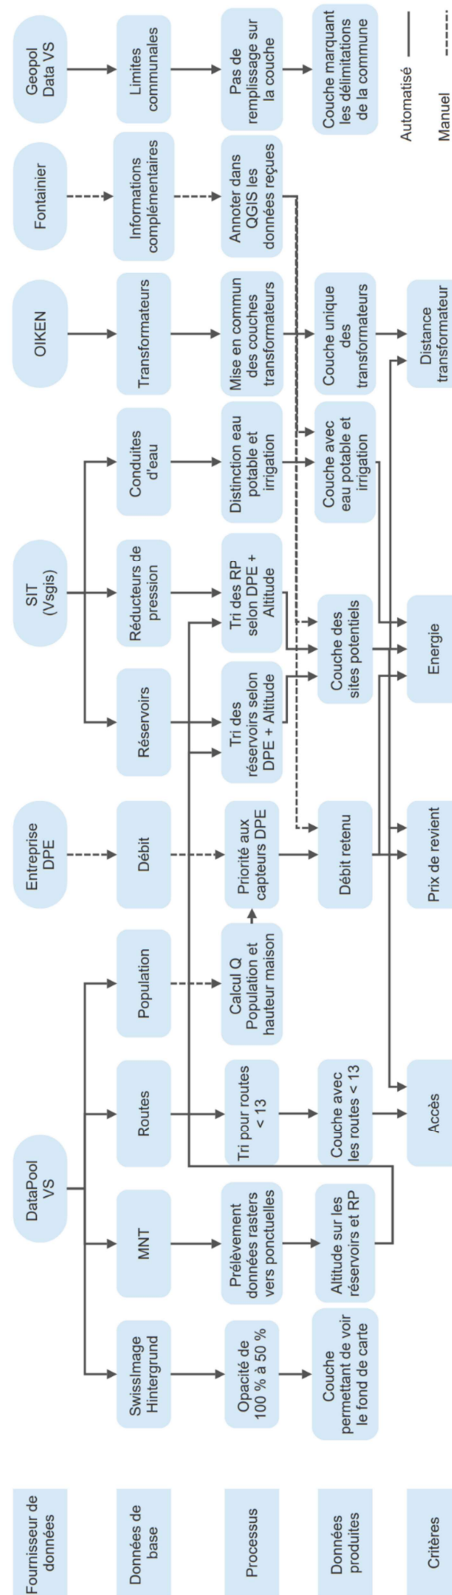 Fournisseur de
données
DataPool
VS
Entreprise
DPE
SIT
(Vsgis)
OIKEN
Fontainier
Geopol
Data VS
Données de
base
SwissImage
Hintergrund
MNT
Routes
Population
Débit
Réservoirs
Réducteurs de
pression
Conduites
d'eau
Transformateurs
Informations
complémentaires
Limites
communales
Processus
Opacité de
100 % à 50 %
Prélèvement
données rasters
vers ponctuelles
Tri pour routes
< 13
Calcul Q
Population et
hauteur maison
Priorité aux
capteurs DPE
Tri des
réservoirs selon
DPE + Altitude
Tri des RP
selon DPE +
Altitude
Distinction eau
potable et
irrigation
Mise en commun
des couches
transformateurs
Annoter dans
QGIS les
données reçues
Pas de
remplissage sur
la couche
Données
produites
Couche
permettant de voir
le fond de carte
Altitude sur les
réservoirs et RP
Couche avec
les routes < 13
Débit retenu
Couche des
sites potentiels
Couche avec
eau potable et
irrigation
Couche unique
des
transformateurs
Couche marquant
les délimitations
de la commune
Critères
Accès
Prix de revient
Energie
Distance
transformateur
Automatisé
Manuel